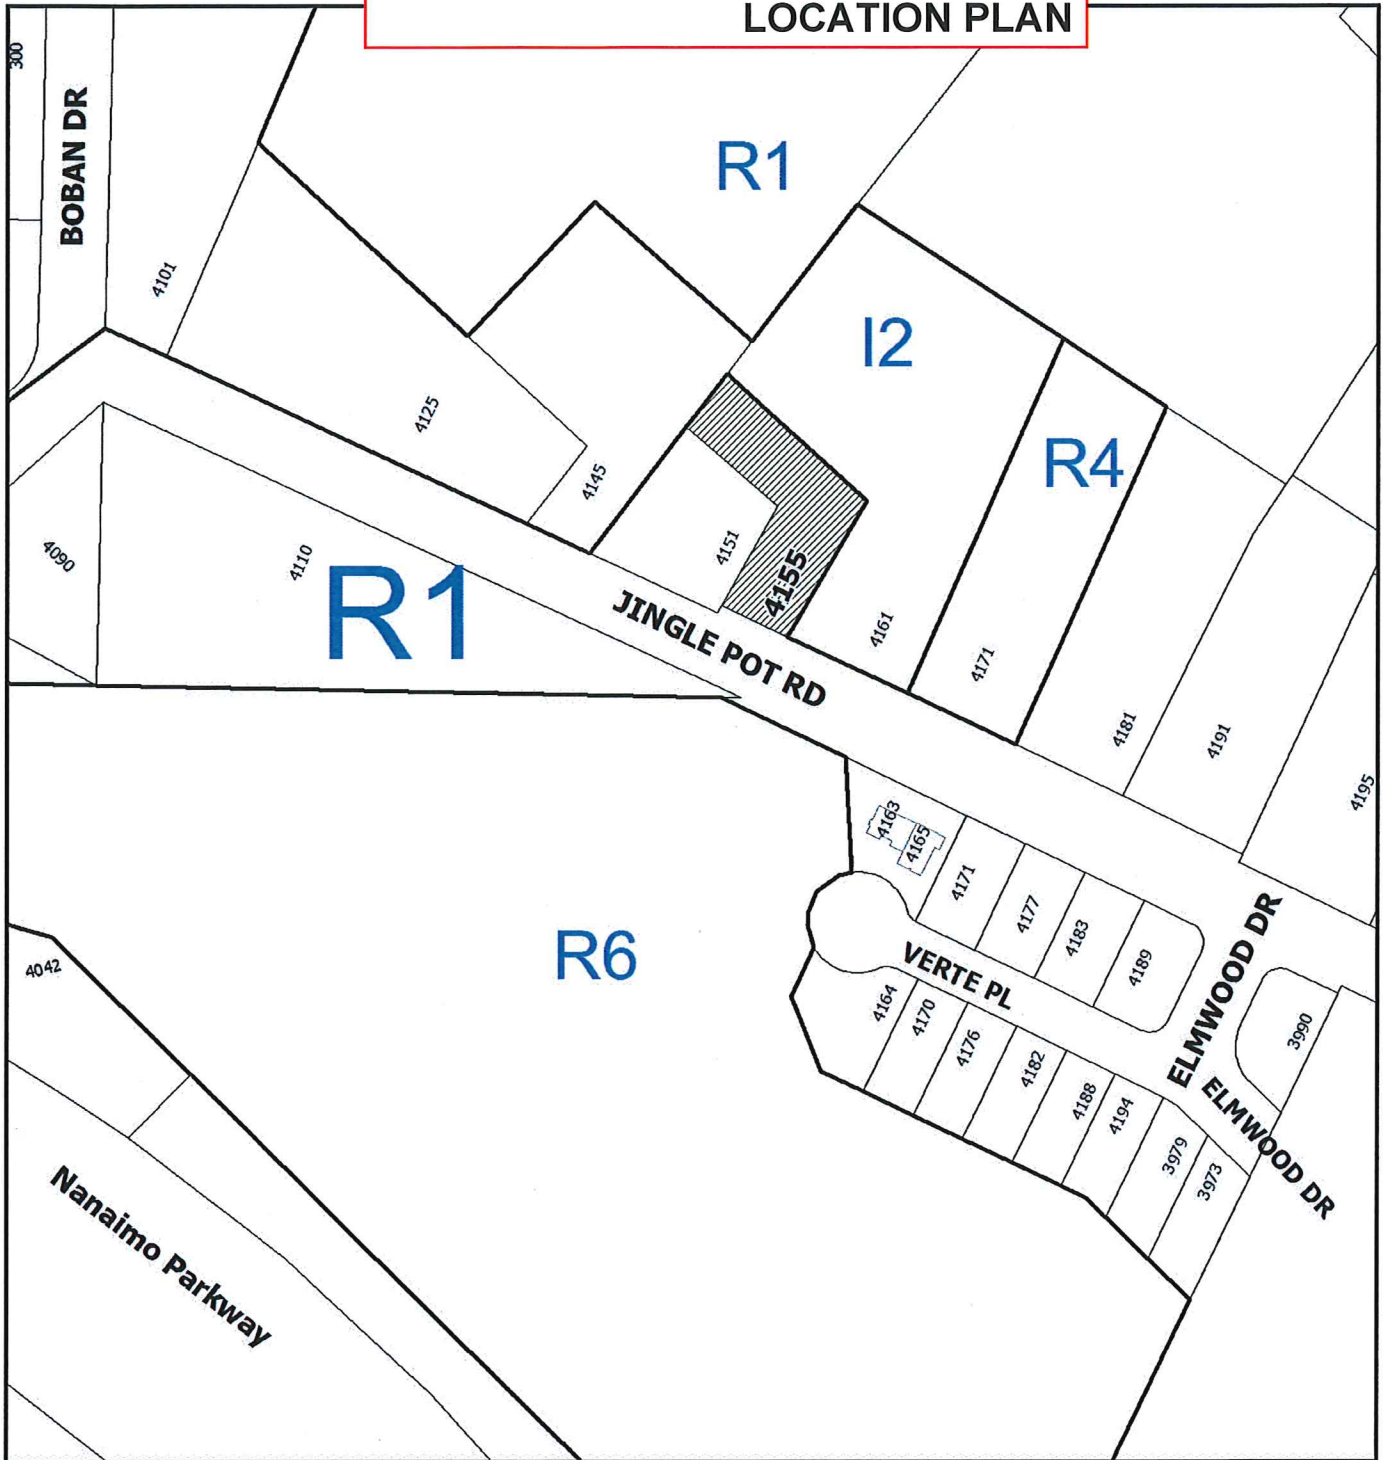 LOCATION PLAN
300
BOBAN DR
R1
4101
I2
4125
R4
4145
4151
4155
4090
4110
R1
JINGLE POT RD
4161
4171
4181
4191
4195
4163
4165
4171
4177
4183
4189
ELMWOOD DR
R6
VERTE PL
4042
4164
4170
4176
4182
4188
4194
3990
ELMWOOD DR
3979
3973
Nanaimo Parkway